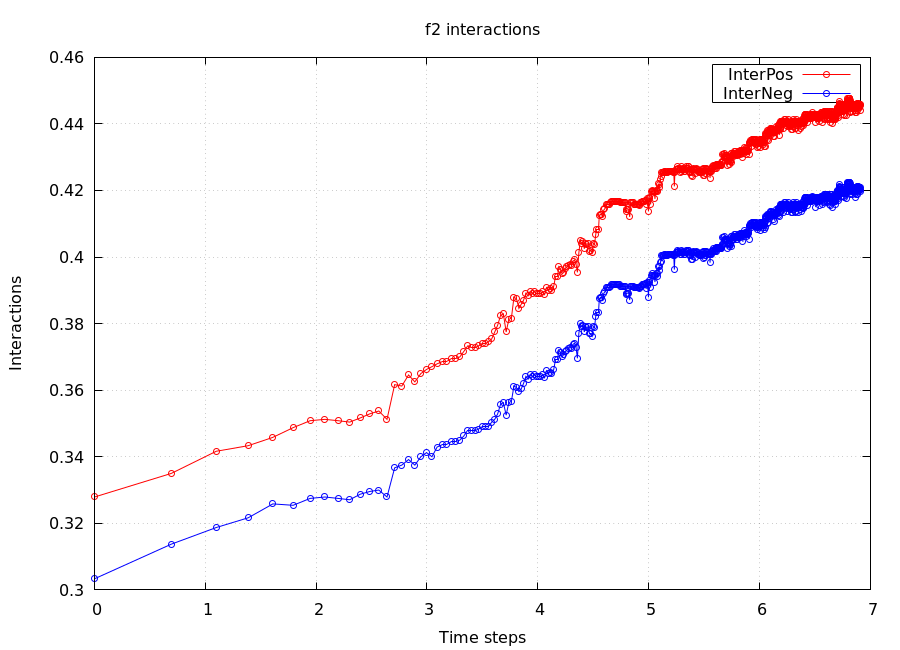 f2 interactions
0.46
0.44
0.42
0.4
0.38
0.36
0.34
0.32
0.3
0 1 2 3 4 5 6 7
Interactions
Time steps
InterPos
InterNeg